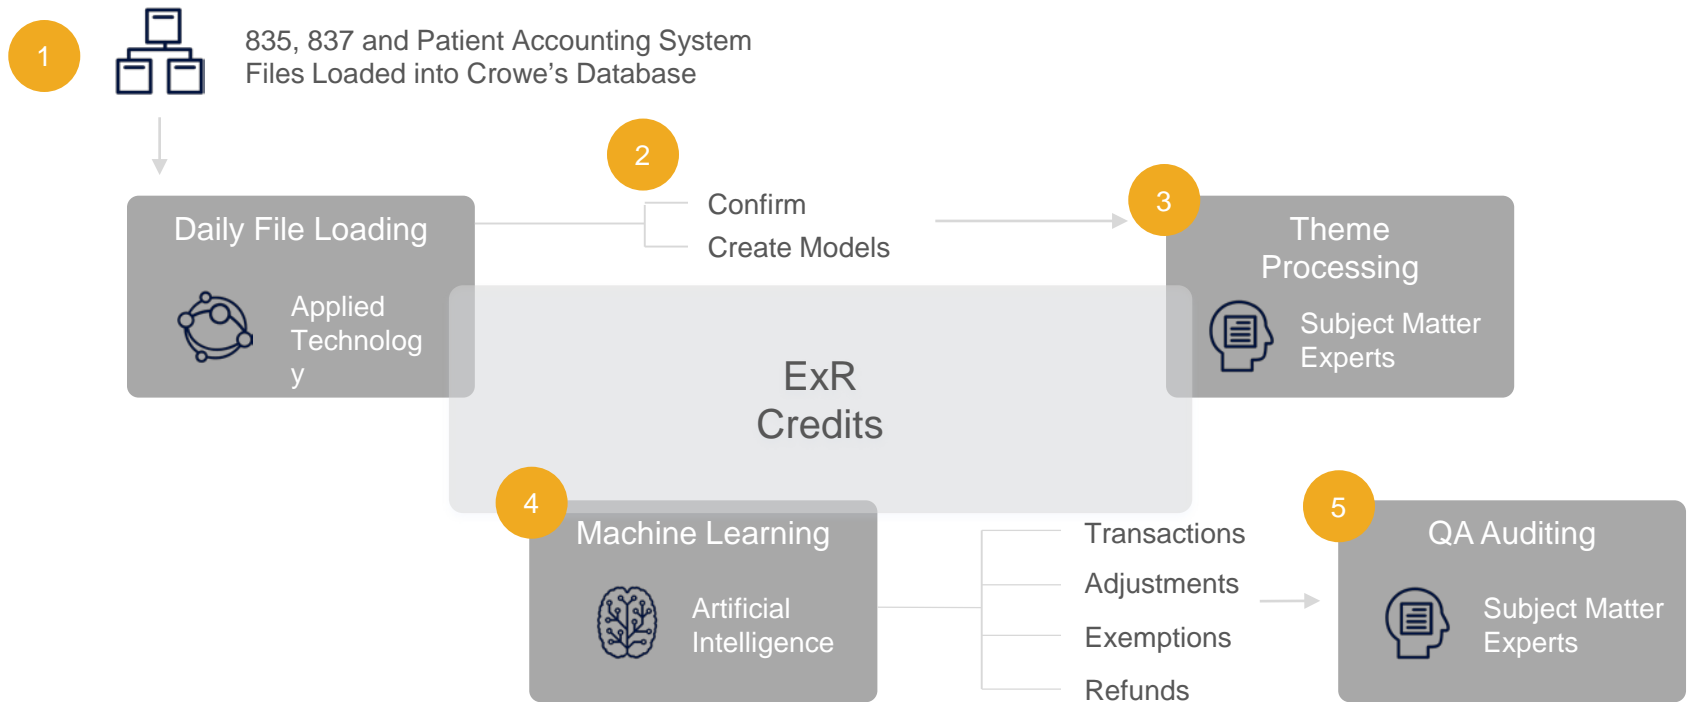 1
835, 837 and Patient Accounting System
Files Loaded into Crowe's Database
2
Confirm
Create Models
Daily File Loading
Applied
Technolog
y
3
Theme
Processing
Subject Matter
Experts
ExR
Credits
4
Machine Learning
Artificial
Intelligence
Transactions
Adjustments
Exemptions
Refunds
5
QA Auditing
Subject Matter
Experts